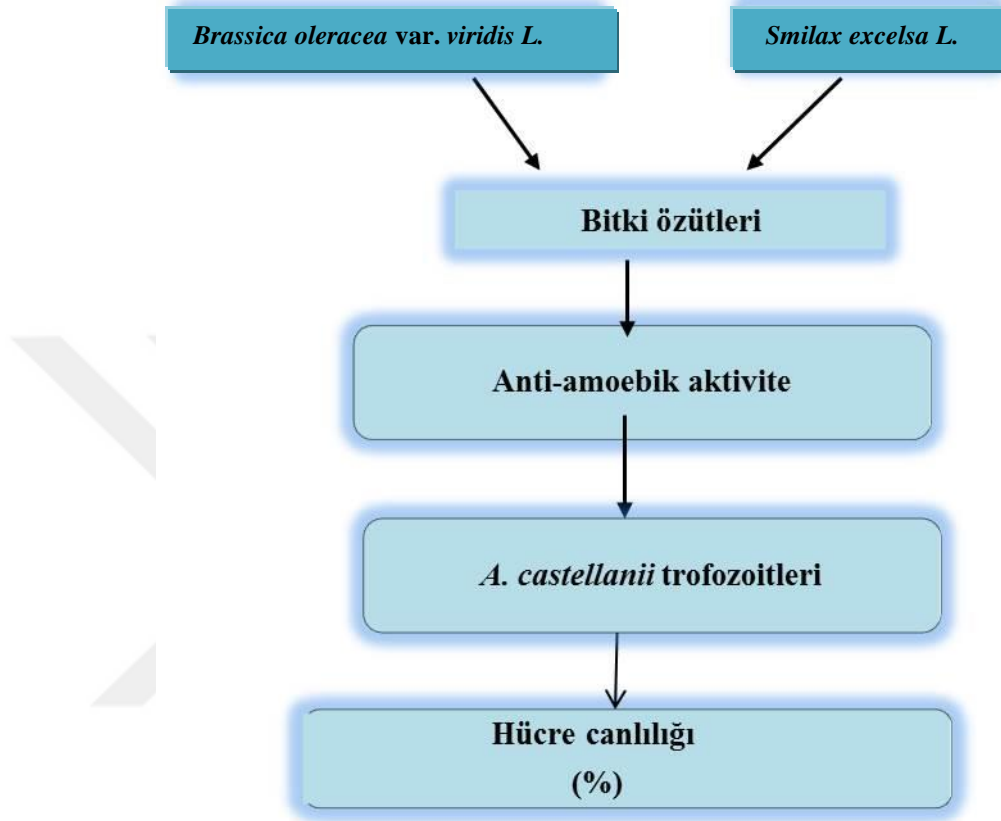 Brassica oleracea var. viridis L.
Smilax excelsa L.
Bitki özütleri
Anti-amoebik aktivite
A. castellanii trofozoitleri
Hücre canlılığı
(%)